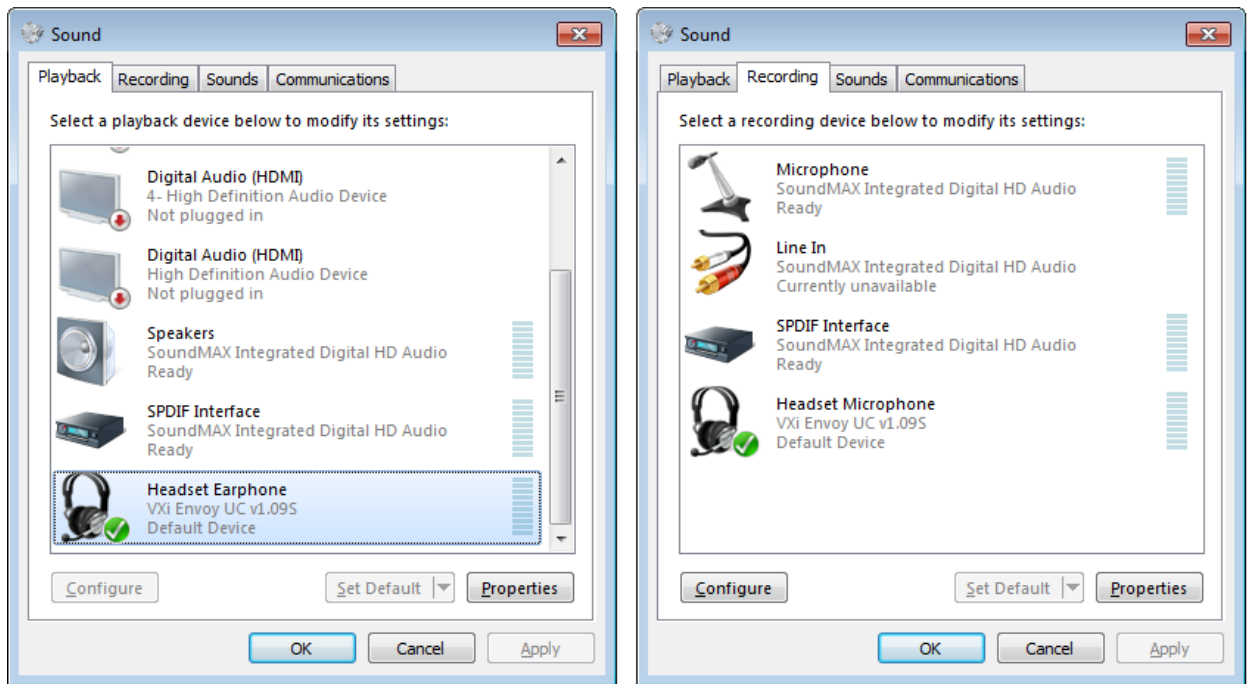 Sound
Playback
Recording
Sounds
Communications
Select a playback device below to modify its settings:
Digital Audio (HDMI)
4- High Definition Audio Device
Not plugged in
Digital Audio (HDMI)
High Definition Audio Device
Not plugged in
Speakers
SoundMAX Integrated Digital HD Audio
Ready
SPDIF Interface
SoundMAX Integrated Digital HD Audio
Ready
Headset Earphone
VXi Envoy UC v1.09S
Default Device
Configure
Set Default
Properties
OK
Cancel
Apply
Sound
Playback
Recording
Sounds
Communications
Select a recording device below to modify its settings:
Microphone
SoundMAX Integrated Digital HD Audio
Ready
Line In
SoundMAX Integrated Digital HD Audio
Currently unavailable
SPDIF Interface
SoundMAX Integrated Digital HD Audio
Ready
Headset Microphone
VXi Envoy UC v1.09S
Default Device
Configure
Set Default
Properties
OK
Cancel
Apply